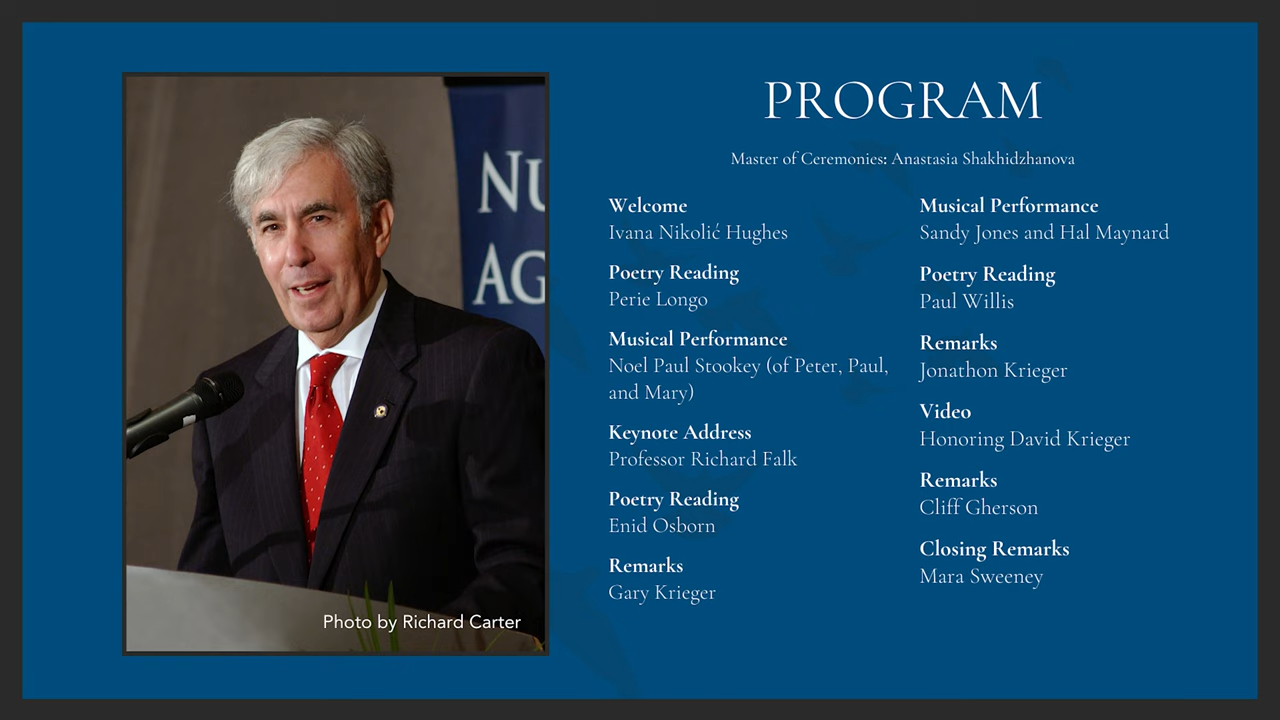 NU
AG
Photo by Richard Carter
PROGRAM
Master of Ceremonies: Anastasia Shakhidzhanova
Welcome
Ivana Nikolić Hughes
Poetry Reading
Perie Longo
Musical Performance
Noel Paul Stookey (of Peter, Paul,
and Mary)
Keynote Address
Professor Richard Falk
Poetry Reading
Enid Osborn
Remarks
Gary Krieger
Musical Performance
Sandy Jones and Hal Maynard
Poetry Reading
Paul Willis
Remarks
Jonathon Krieger
Video
Honoring David Krieger
Remarks
Cliff Gherson
Closing Remarks
Mara Sweeney